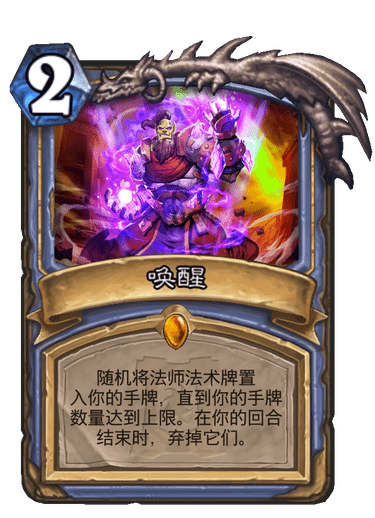 2
唤醒
随机将法师法术牌置
入你的手牌，直到你的手牌
数量达到上限。在你的回合
结束时，弃掉它们。